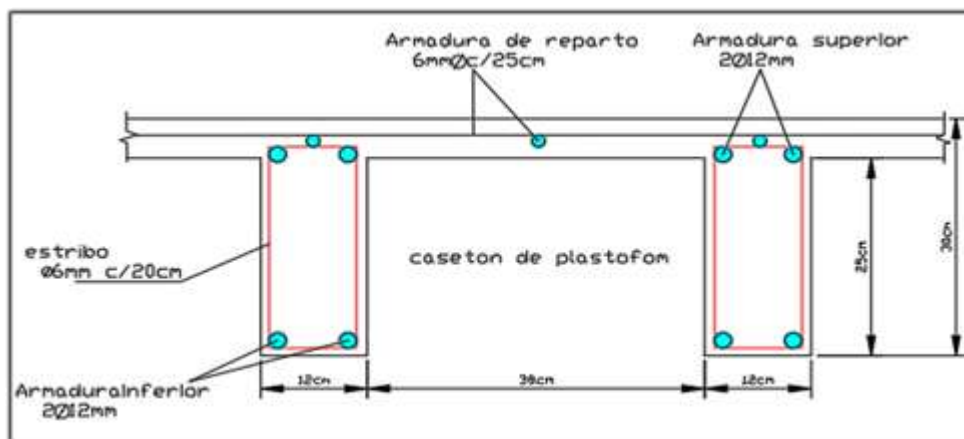 Armadura de reparto
6mmØc/25cm
Armadura superior
2Ø12mm
estribo
Ø6mm c/20cm
caseton de plastofom
25cm
30cm
ArmaduraInferior
2Ø12mm
12cm
38cm
12cm